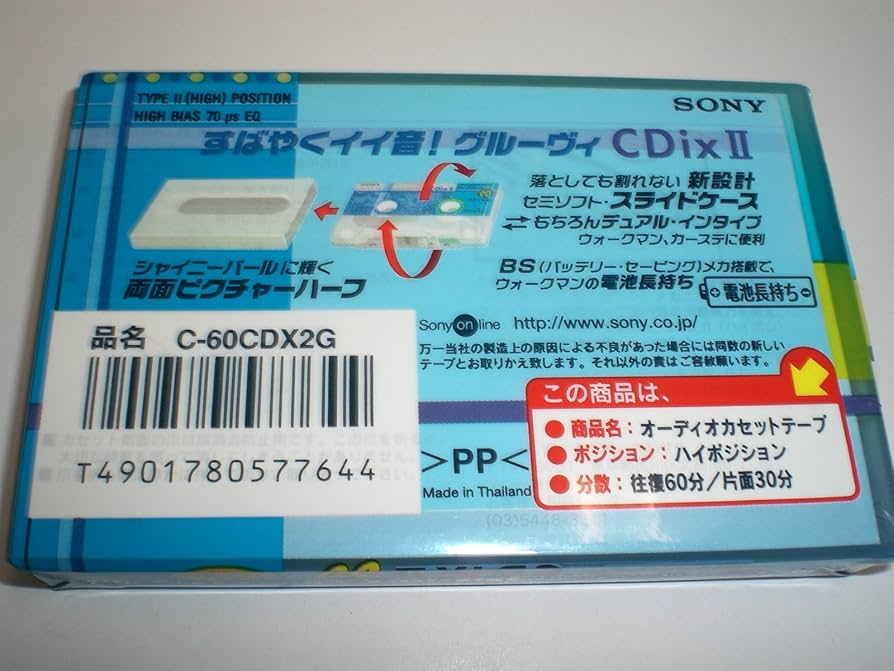 TYPE II (HIGH) POSITION
HIGH BIAS 70 μs EQ
SONY
すばやくイイ音！グルーヴィ CDixⅡ
落としても割れない 新設計
セミソフト・スライドケース
⇄ もちろんデュアル・インタイプ
ウォークマン、カーステに便利
シャイニーパールに輝く
両面ピクチャーハーフ
BS（バッテリー・セービング）メカ搭載で、
ウォークマンの電池長持ち
+ 電池長持ち -
Sony on line http://www.sony.co.jp/
万一当社の製造上の原因による不良があった場合には同数の新しい
テープとお取りかえ致します。それ以外の責はご容赦願います。
品名 C-60CDX2G
T4901780577644
>PP<
Made in Thailand
この商品は、
● 商品名：オーディオカセットテープ
● ポジション：ハイポジション
● 分数：往復60分／片面30分